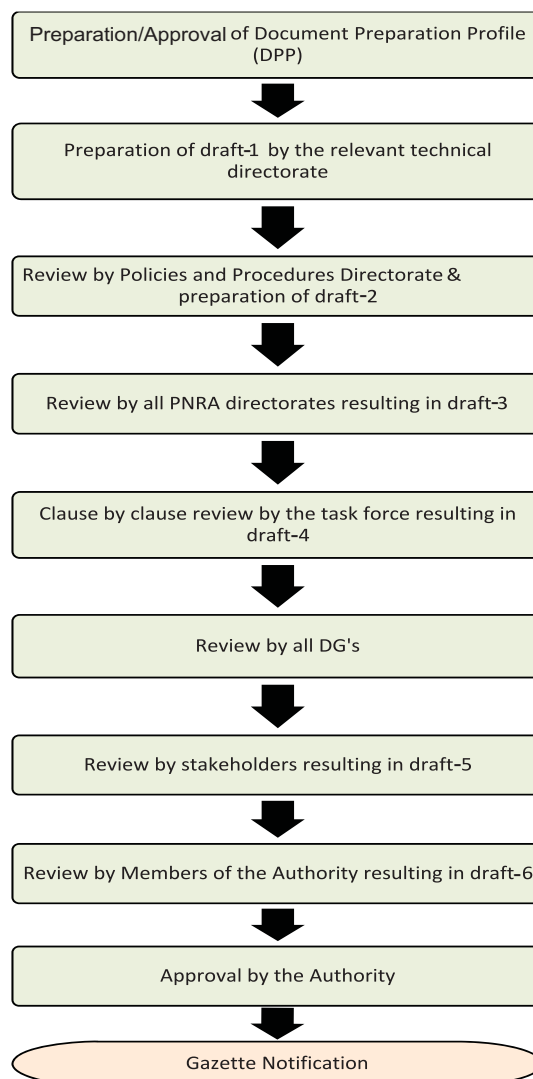 Preparation/Approval of Document Preparation Profile
(DPP)
Preparation of draft-1 by the relevant technical
directorate
Review by Policies and Procedures Directorate &
preparation of draft-2
Review by all PNRA directorates resulting in draft-3
Clause by clause review by the task force resulting in
draft-4
Review by all DG's
Review by stakeholders resulting in draft-5
Review by Members of the Authority resulting in draft-6
Approval by the Authority
Gazette Notification